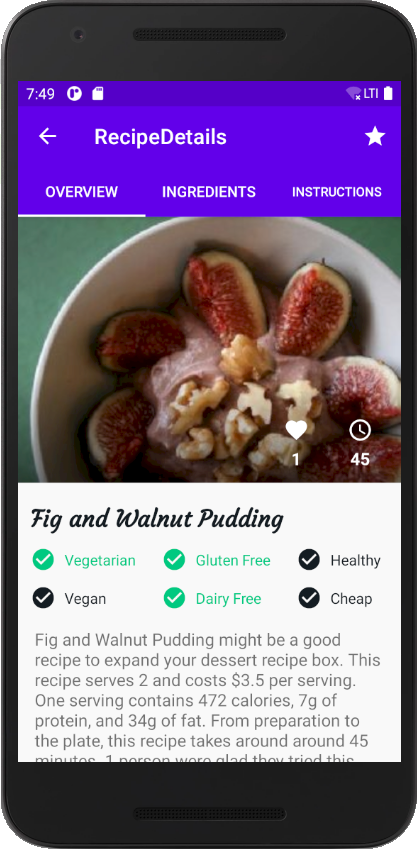 7:49 LTI
RecipeDetails
OVERVIEW INGREDIENTS INSTRUCTIONS
1 45
Fig and Walnut Pudding
Vegetarian Gluten Free Healthy
Vegan Dairy Free Cheap
Fig and Walnut Pudding might be a good
recipe to expand your dessert recipe box. This
recipe serves 2 and costs $3.5 per serving.
One serving contains 472 calories, 7g of
protein, and 34g of fat. From preparation to
the plate, this recipe takes around around 45
minutes. 1 person were glad they tried this